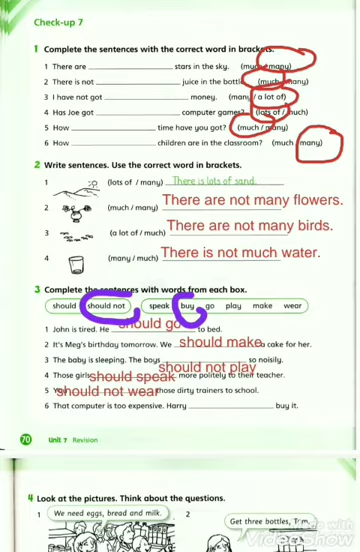 Check-up 7
1 Complete the sentences with the correct word in brackets.
1 There are ______ stars in the sky. (much / many)
2 There is not ______ juice in the bottle. (much / many)
3 I have not got ______ money. (many / a lot of)
4 Has Joe got ______ computer games? (lots of / much)
5 How ______ time have you got? (much / many)
6 How ______ children are in the classroom? (much / many)
2 Write sentences. Use the correct word in brackets.
1 (lots of / many) There is lots of sand.
2 (much / many) There are not many flowers.
3 (a lot of / much) There are not many birds.
4 (many / much) There is not much water.
3 Complete the sentences with words from each box.
should should not speak buy go play make wear
1 John is tired. He should go to bed.
2 It's Meg's birthday tomorrow. We should make a cake for her.
3 The baby is sleeping. The boys should not play so noisily.
4 Those girls should speak more politely to their teacher.
5 should not wear those dirty trainers to school.
6 That computer is too expensive. Harry ______ buy it.
70 Unit 7 Revision
4 Look at the pictures. Think about the questions.
1 We need eggs, bread and milk. 2
Get three bottles, Tom.